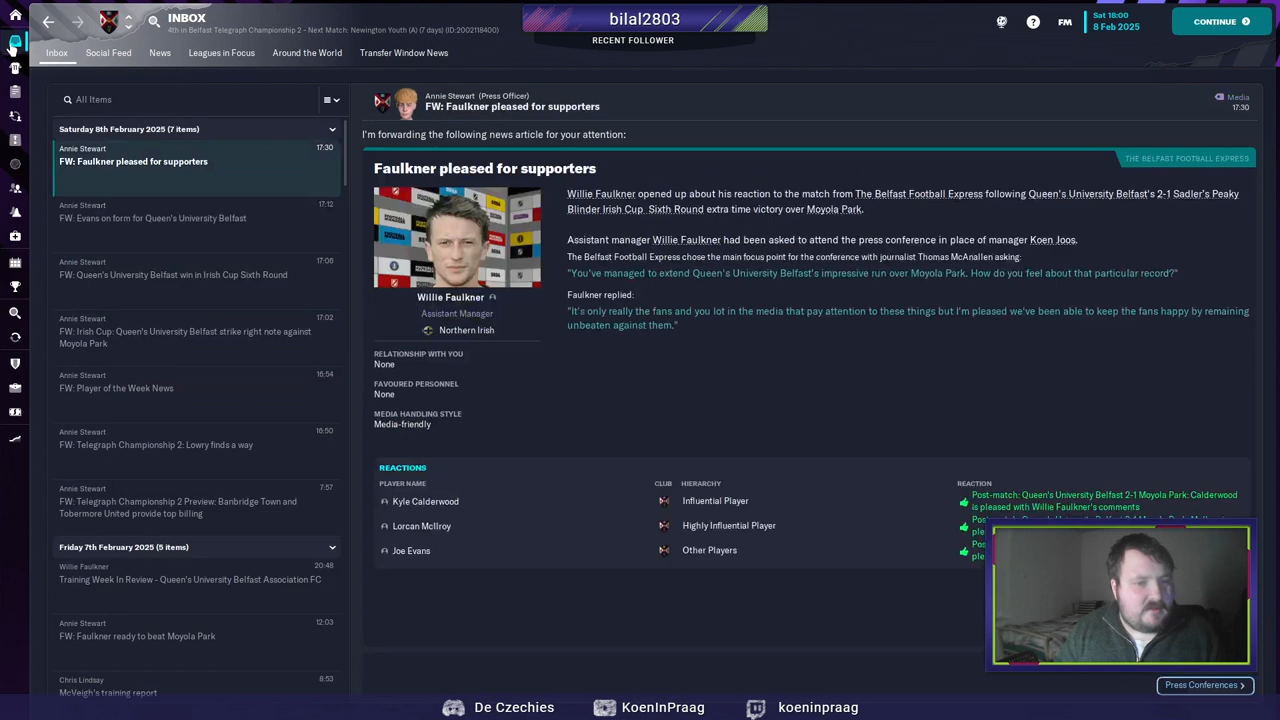 INBOX
4th in Belfast Telegraph Championship 2 - Next Match: Newington Youth (A) (7 days) (ID:2002118400)
bilal2803
RECENT FOLLOWER
FM
Sat 18:00
8 Feb 2025
CONTINUE
Inbox
Social Feed
News
Leagues in Focus
Around the World
Transfer Window News
All Items
Saturday 8th February 2025 (7 items)
Annie Stewart 17:30
FW: Faulkner pleased for supporters
Annie Stewart 17:12
FW: Evans on form for Queen's University Belfast
Annie Stewart 17:06
FW: Queen's University Belfast win in Irish Cup Sixth Round
Annie Stewart 17:02
FW: Irish Cup: Queen's University Belfast strike right note against
Moyola Park
Annie Stewart 16:54
FW: Player of the Week News
Annie Stewart 16:50
FW: Telegraph Championship 2: Lowry finds a way
Annie Stewart 7:57
FW: Telegraph Championship 2 Preview: Banbridge Town and
Tobermore United provide top billing
Friday 7th February 2025 (5 items)
Willie Faulkner 20:48
Training Week In Review - Queen's University Belfast Association FC
Annie Stewart 12:03
FW: Faulkner ready to beat Moyola Park
Chris Lindsay 8:53
McVeigh's training report
Annie Stewart (Press Officer)
FW: Faulkner pleased for supporters
Media
17:30
I'm forwarding the following news article for your attention:
Faulkner pleased for supporters
THE BELFAST FOOTBALL EXPRESS
Willie Faulkner
Assistant Manager
Northern Irish
RELATIONSHIP WITH YOU
None
FAVOURED PERSONNEL
None
MEDIA HANDLING STYLE
Media-friendly
Willie Faulkner opened up about his reaction to the match from The Belfast Football Express following Queen's University Belfast's 2-1 Sadler's Peaky
Blinder Irish Cup Sixth Round extra time victory over Moyola Park.
Assistant manager Willie Faulkner had been asked to attend the press conference in place of manager Koen Joos.
The Belfast Football Express chose the main focus point for the conference with journalist Thomas McAnallen asking:
"You've managed to extend Queen's University Belfast's impressive run over Moyola Park. How do you feel about that particular record?"
Faulkner replied:
"It's only really the fans and you lot in the media that pay attention to these things but I'm pleased we've been able to keep the fans happy by remaining
unbeaten against them."
REACTIONS
PLAYER NAME CLUB HIERARCHY REACTION
Kyle Calderwood Influential Player Post-match: Queen's University Belfast 2-1 Moyola Park: Calderwood
is pleased with Willie Faulkner's comments
Lorcan McIlroy Highly Influential Player
Joe Evans Other Players
Press Conferences
De Czechies
KoenInPraag
koeninpraag